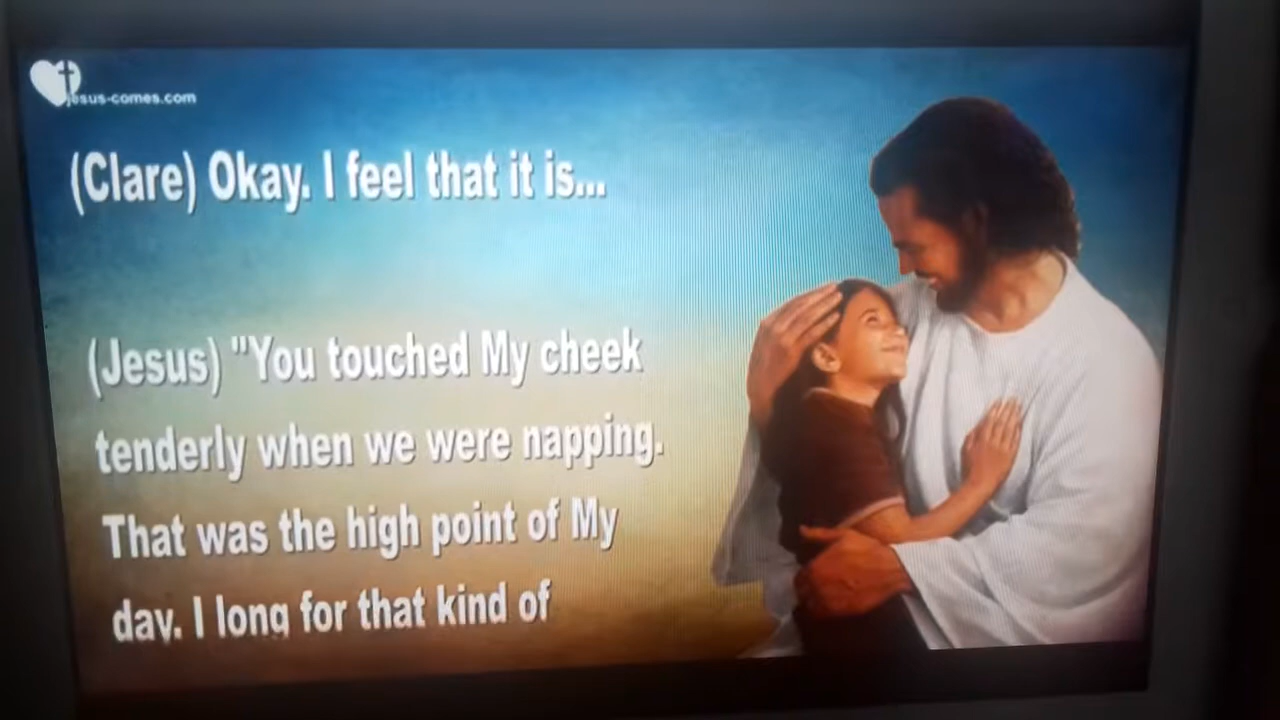 jesus-comes.com
(Clare) Okay. I feel that it is...
(Jesus) "You touched My cheek
tenderly when we were napping.
That was the high point of My
day. I long for that kind of